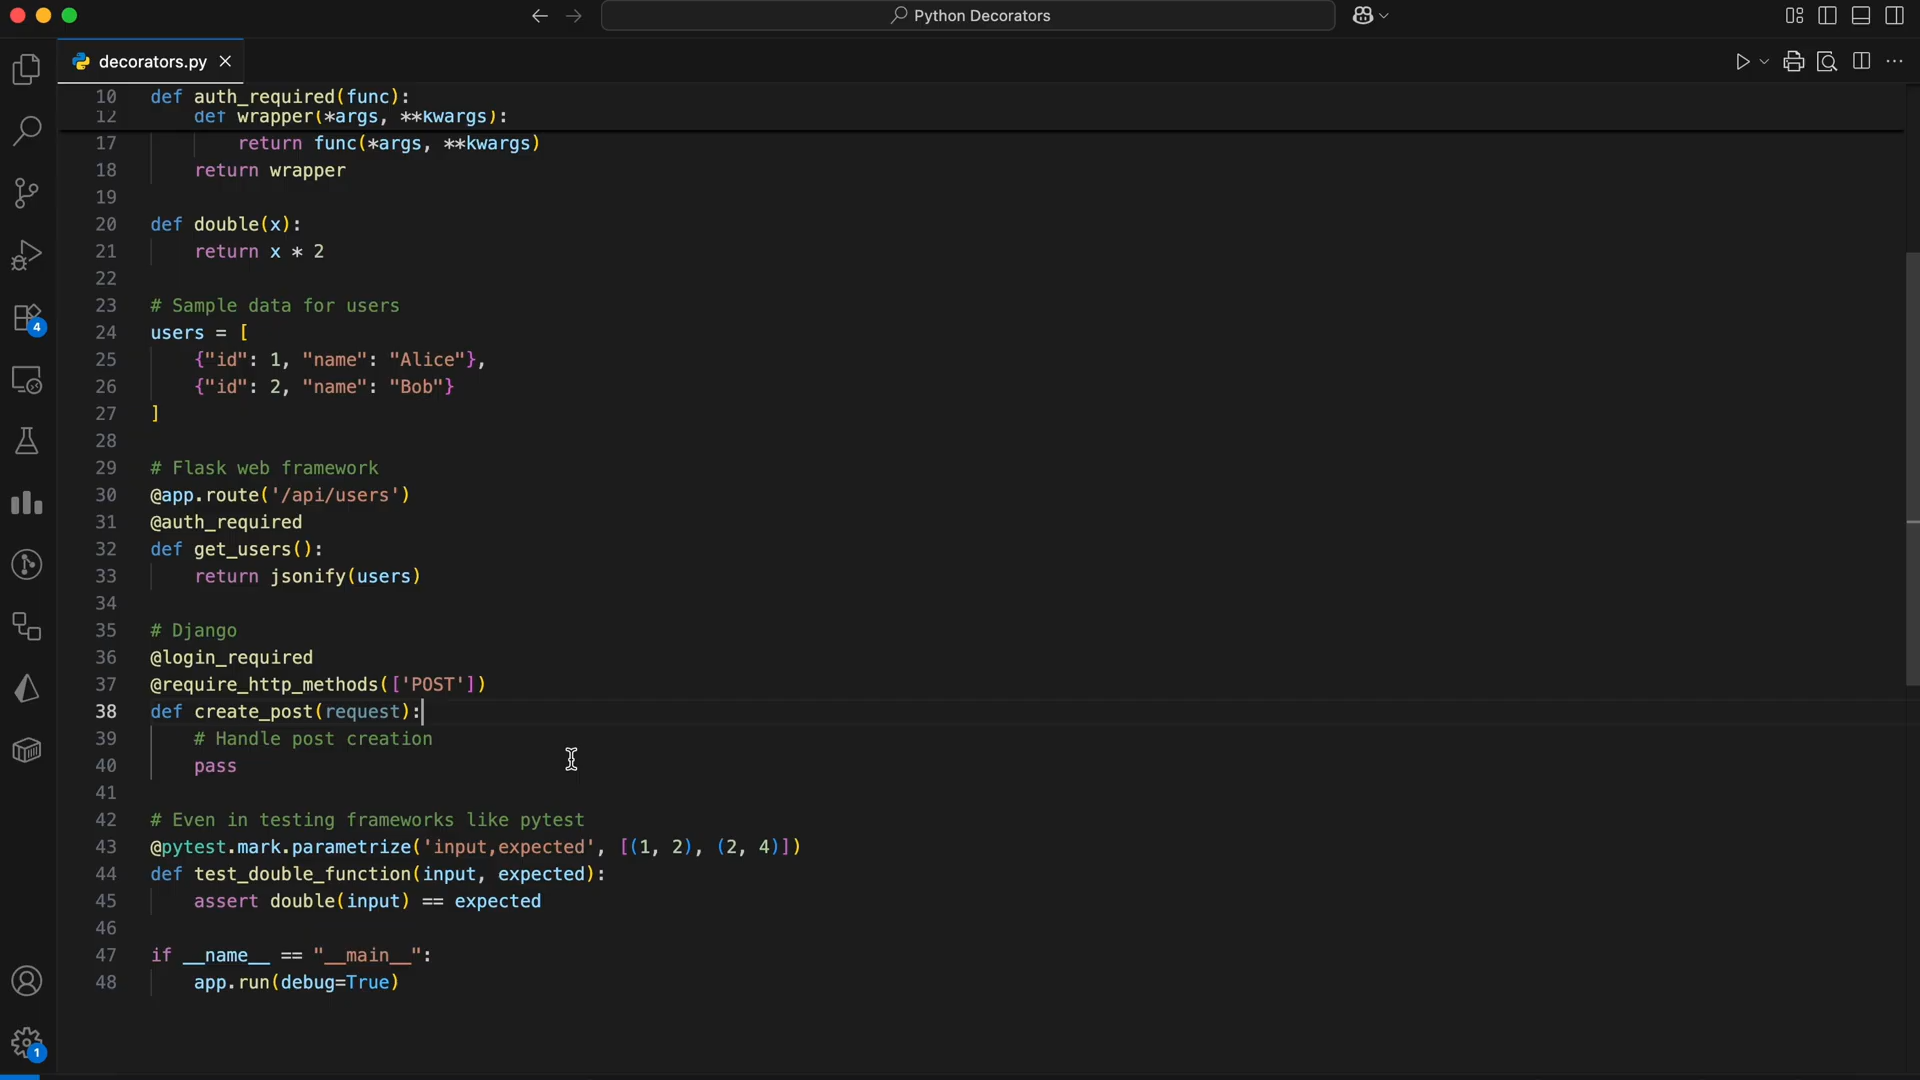 Python Decorators
decorators.py
10 def auth_required(func):
12     def wrapper(*args, **kwargs):
17         return func(*args, **kwargs)
18     return wrapper
19
20 def double(x):
21     return x * 2
22
23 # Sample data for users
24 users = [
25     {"id": 1, "name": "Alice"},
26     {"id": 2, "name": "Bob"}
27 ]
28
29 # Flask web framework
30 @app.route('/api/users')
31 @auth_required
32 def get_users():
33     return jsonify(users)
34
35 # Django
36 @login_required
37 @require_http_methods(['POST'])
38 def create_post(request):
39     # Handle post creation
40     pass
41
42 # Even in testing frameworks like pytest
43 @pytest.mark.parametrize('input,expected', [(1, 2), (2, 4)])
44 def test_double_function(input, expected):
45     assert double(input) == expected
46
47 if __name__ == "__main__":
48     app.run(debug=True)
4
1